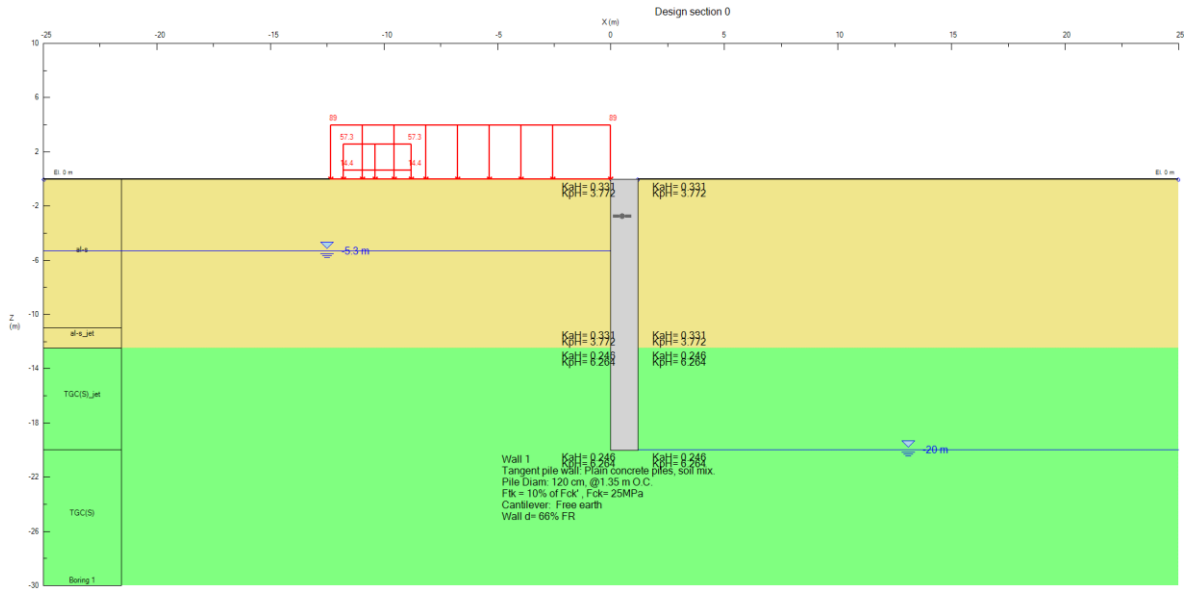 Design section 0
X (m)
-25 -20 -15 -10 -5 0 5 10 15 20 25
10
6
2
-2
-6
-10
-14
-18
-22
-26
-30
Z
(m)
89 89
57.3 57.3
14.4 14.4
El. 0 m El. 0 m
KaH= 0.331 KaH= 0.331
KpH= 3.772 KpH= 3.772
af-s
-5.3 m
af-s_jet
KaH= 0.331 KaH= 0.331
KpH= 3.772 KpH= 3.772
KaH= 0.246 KaH= 0.246
KpH= 6.264 KpH= 6.264
TGC(S)_jet
-20 m
KaH= 0.246 KaH= 0.246
KpH= 6.264 KpH= 6.264
Wall 1
Tangent pile wall: Plain concrete piles, soil mix.
Pile Diam: 120 cm, @1.35 m O.C.
Ftk = 10% of Fck' , Fck= 25MPa
Cantilever: Free earth
Wall d= 66% FR
TGC(S)
Boring 1